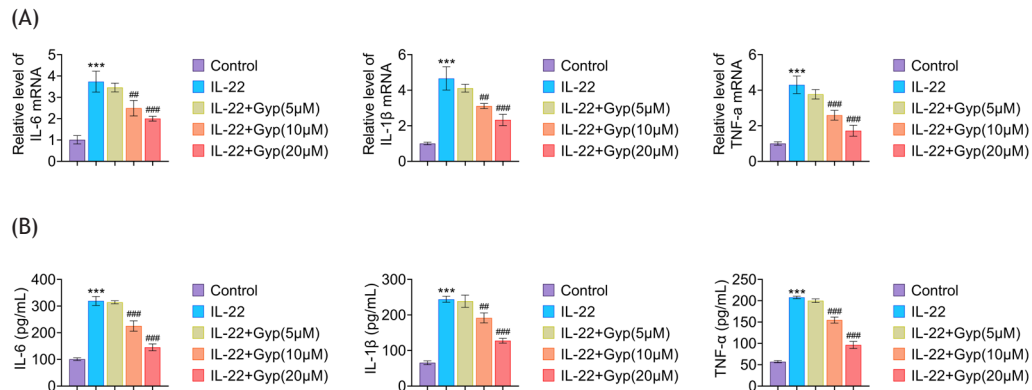 (A)
Relative level of
IL-6 mRNA
5
4
3
2
1
0
***
##
###
Control
IL-22
IL-22+Gyp(5μM)
IL-22+Gyp(10μM)
IL-22+Gyp(20μM)
Relative level of
IL-1β mRNA
6
4
2
0
***
##
###
Control
IL-22
IL-22+Gyp(5μM)
IL-22+Gyp(10μM)
IL-22+Gyp(20μM)
Relative level of
TNF-a mRNA
6
4
2
0
***
###
###
Control
IL-22
IL-22+Gyp(5μM)
IL-22+Gyp(10μM)
IL-22+Gyp(20μM)
(B)
IL-6 (pg/mL)
400
300
200
100
0
***
###
###
Control
IL-22
IL-22+Gyp(5μM)
IL-22+Gyp(10μM)
IL-22+Gyp(20μM)
IL-1β (pg/mL)
300
200
100
0
***
##
###
Control
IL-22
IL-22+Gyp(5μM)
IL-22+Gyp(10μM)
IL-22+Gyp(20μM)
TNF-α (pg/mL)
250
200
150
100
50
0
***
###
###
Control
IL-22
IL-22+Gyp(5μM)
IL-22+Gyp(10μM)
IL-22+Gyp(20μM)